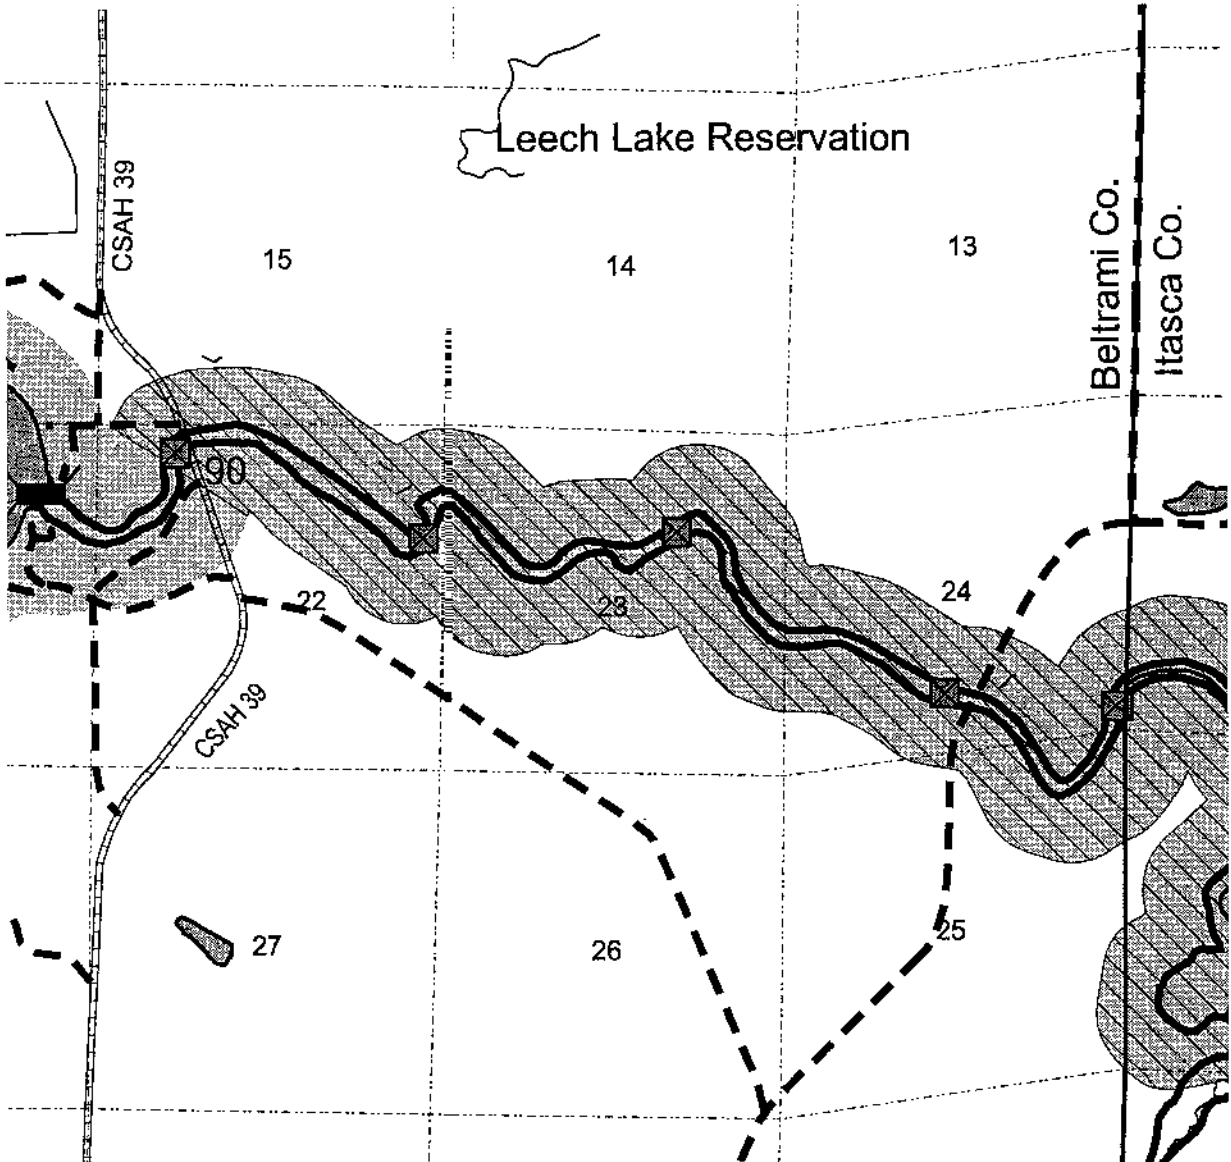 Leech Lake Reservation
CSAH 39
15
14
13
Beltrami Co.
Itasca Co.
90
22
23
24
CSAH 39
27
26
25